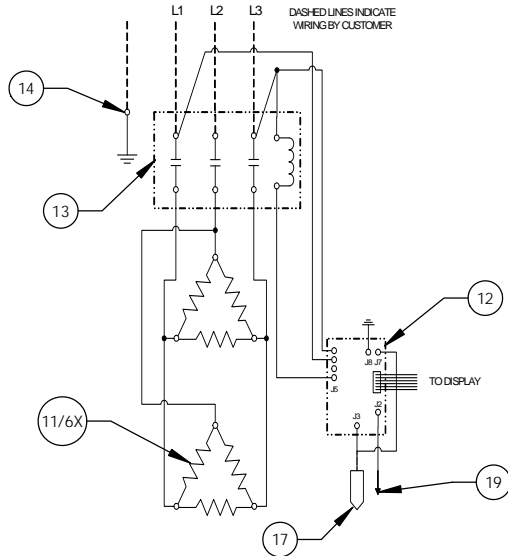 L1 L2 L3
DASHED LINES INDICATE
WIRING BY CUSTOMER
14
13
12
J8 J7
J5
TO DISPLAY
J2
J3
11/6X
19
17